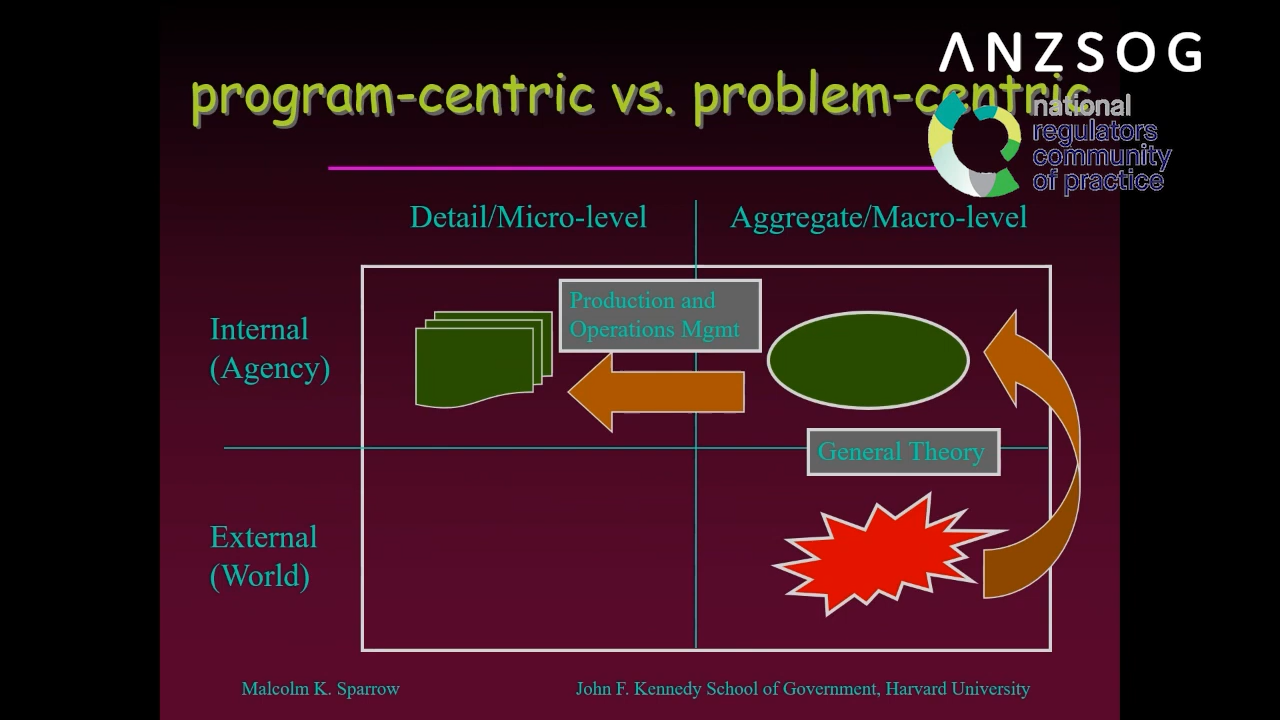 ANZSOG
program-centric vs. problem-centric
national
regulators
community
of practice
Detail/Micro-level
Aggregate/Macro-level
Production and
Operations Mgmt
Internal
(Agency)
General Theory
External
(World)
Malcolm K. Sparrow
John F. Kennedy School of Government, Harvard University